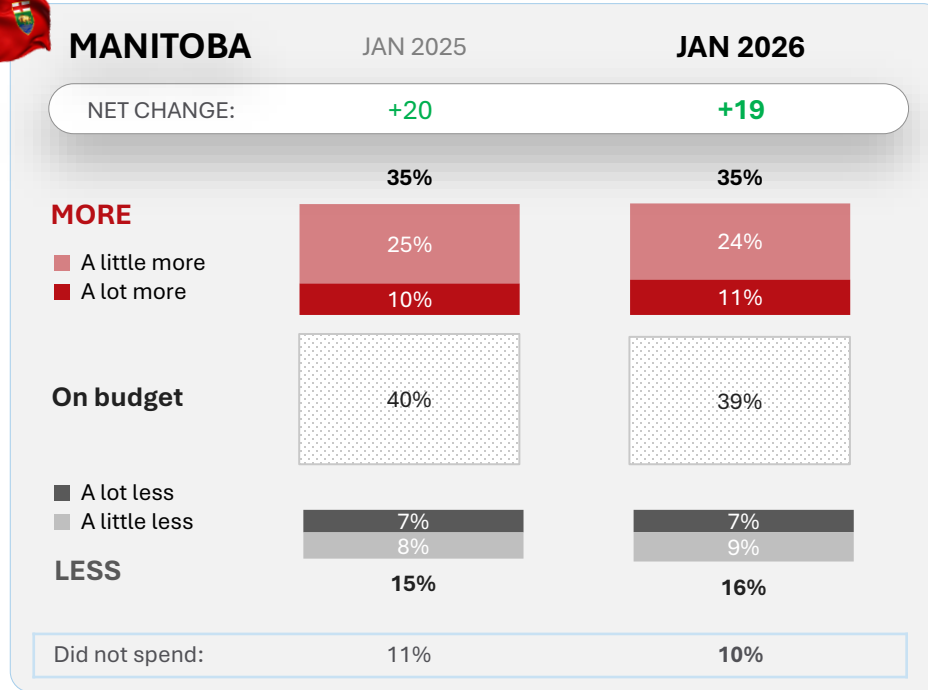 MANITOBA JAN 2025 JAN 2026
NET CHANGE: +20 +19
35% 35%
MORE
A little more 25% 24%
A lot more 10% 11%
On budget 40% 39%
A lot less 7% 7%
A little less 8% 9%
LESS 15% 16%
Did not spend: 11% 10%